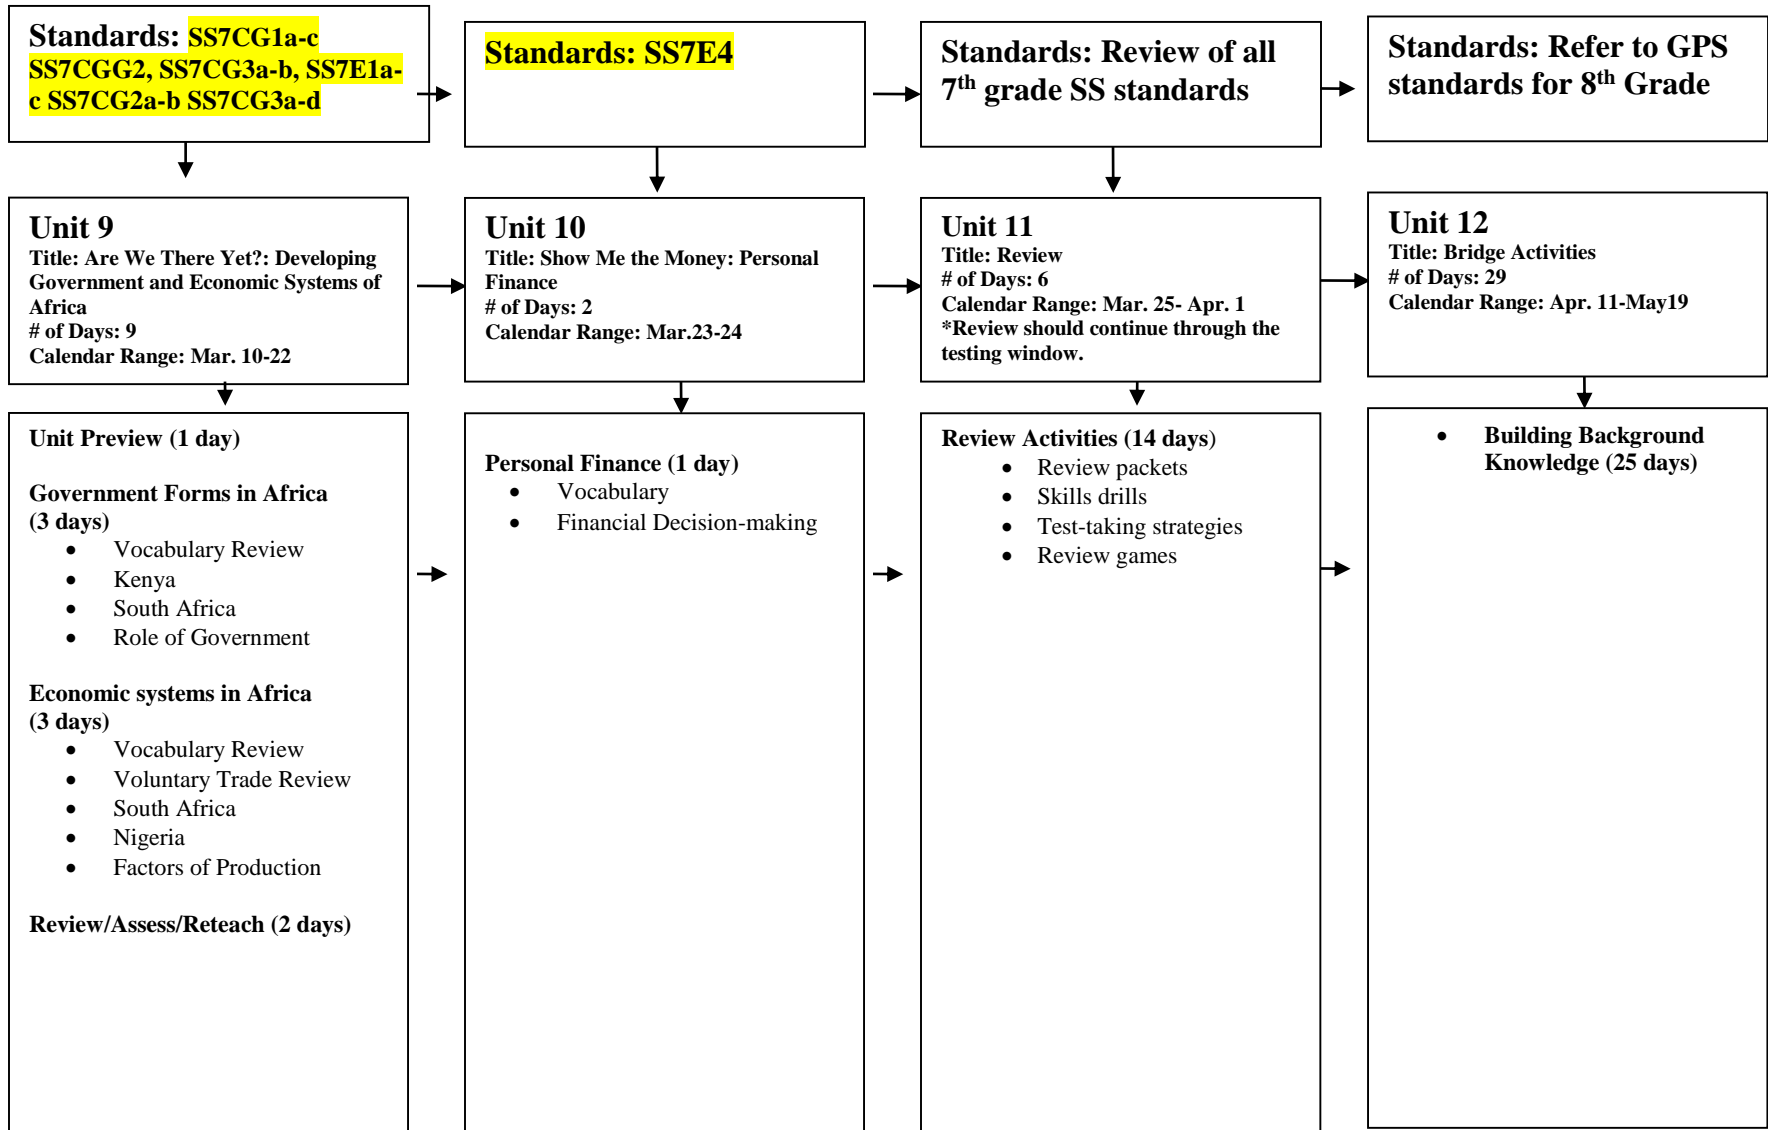 Standards: SS7CG1a-c
SS7CGG2, SS7CG3a-b, SS7E1a-
c SS7CG2a-b SS7CG3a-d
Standards: SS7E4
Standards: Review of all
7th grade SS standards
Standards: Refer to GPS
standards for 8th Grade
Unit 9
Title: Are We There Yet?: Developing
Government and Economic Systems of
Africa
# of Days: 9
Calendar Range: Mar. 10-22
Unit 10
Title: Show Me the Money: Personal
Finance
# of Days: 2
Calendar Range: Mar.23-24
Unit 11
Title: Review
# of Days: 6
Calendar Range: Mar. 25- Apr. 1
*Review should continue through the
testing window.
Unit 12
Title: Bridge Activities
# of Days: 29
Calendar Range: Apr. 11-May19
Unit Preview (1 day)
Government Forms in Africa
(3 days)
• Vocabulary Review
• Kenya
• South Africa
• Role of Government
Economic systems in Africa
(3 days)
• Vocabulary Review
• Voluntary Trade Review
• South Africa
• Nigeria
• Factors of Production
Review/Assess/Reteach (2 days)
Personal Finance (1 day)
• Vocabulary
• Financial Decision-making
Review Activities (14 days)
• Review packets
• Skills drills
• Test-taking strategies
• Review games
• Building Background
Knowledge (25 days)